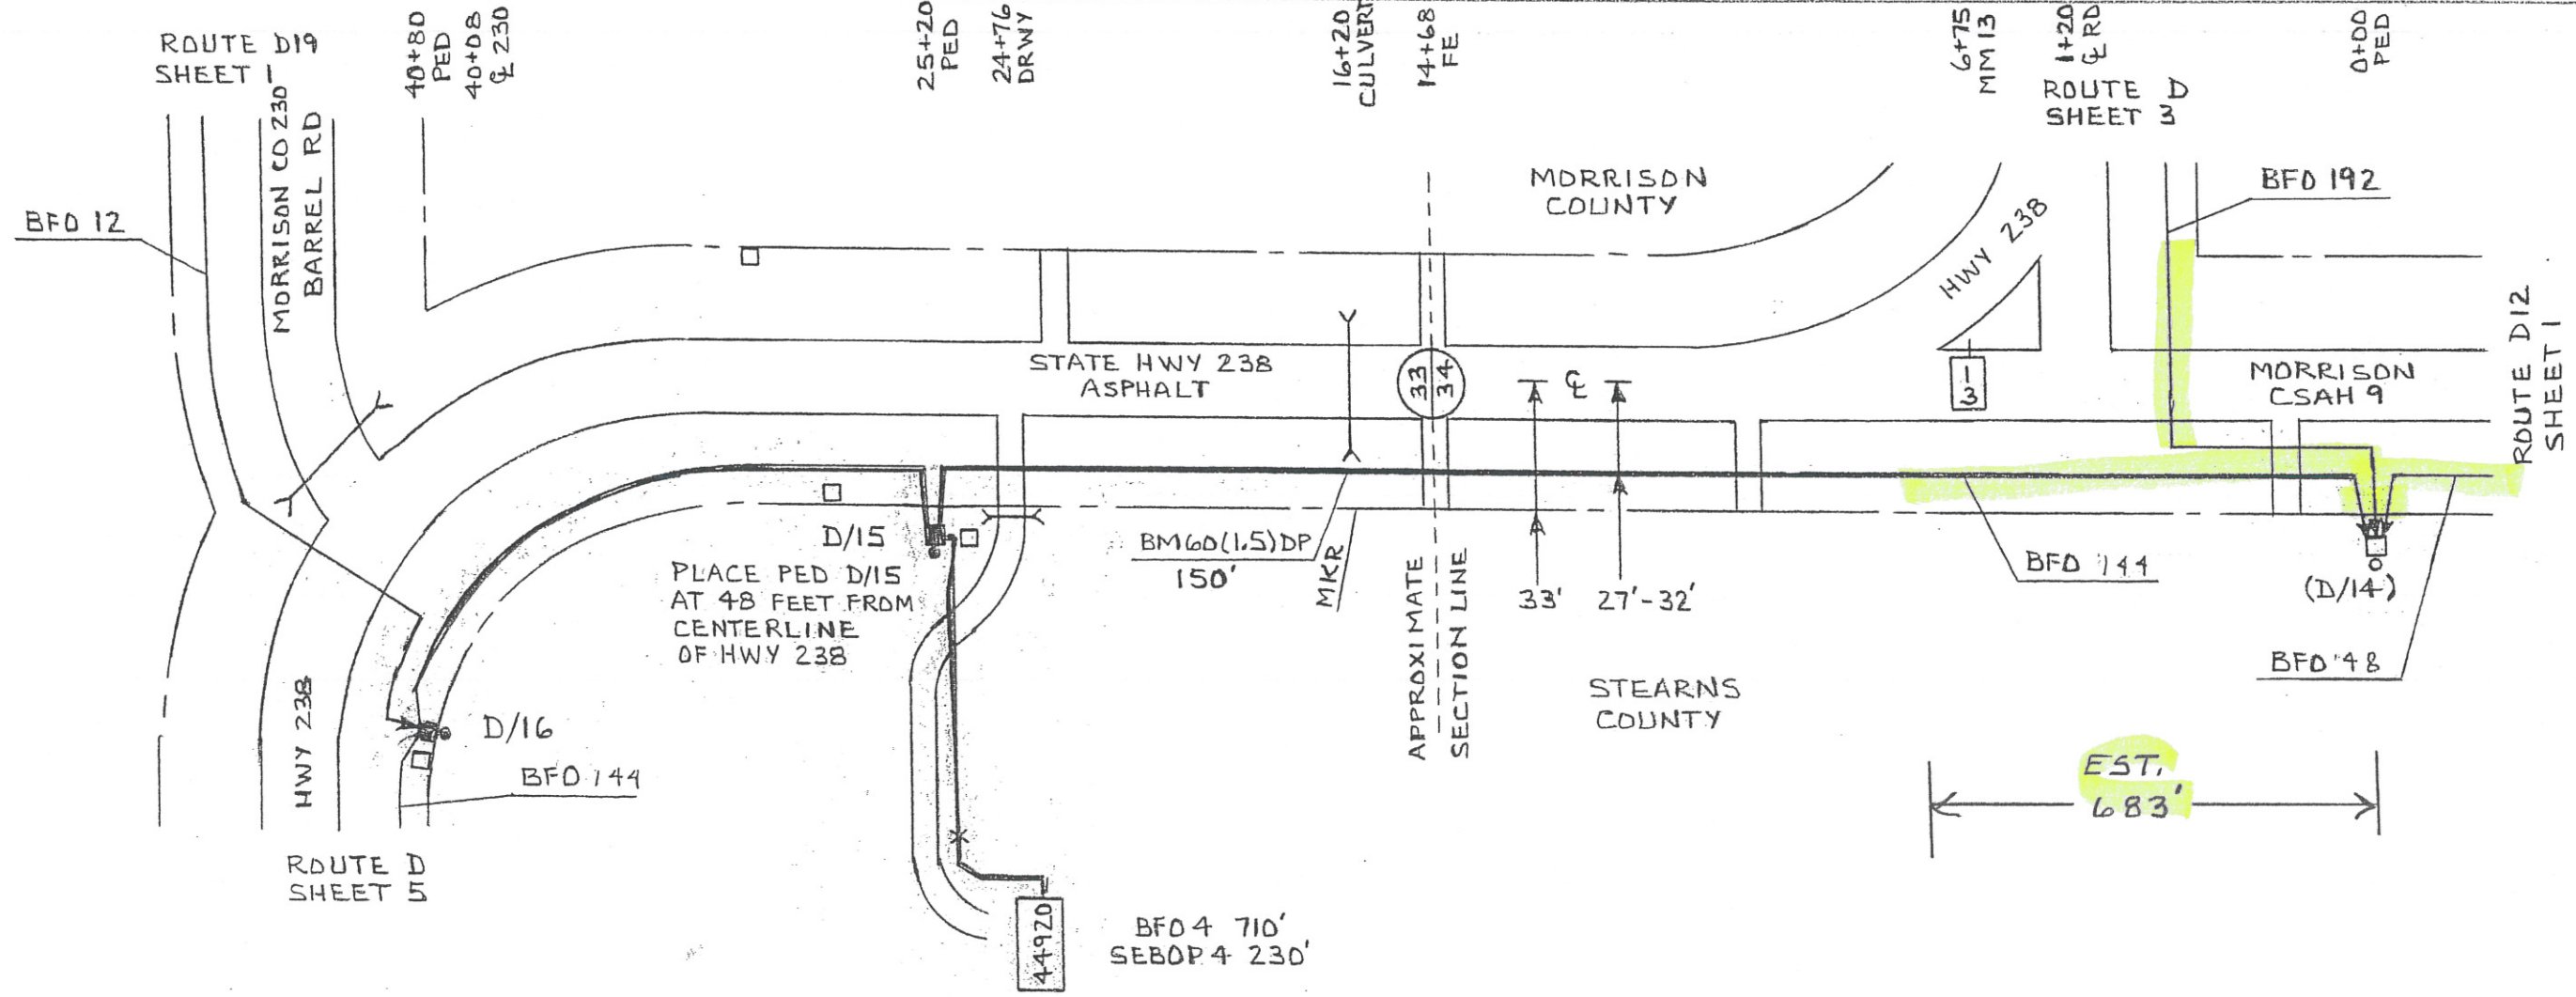 ROUTE D19
SHEET 1
40+80
PED
40+08
℄ 230
25+20
PED
24+76
DRWY
16+20
CULVERT
14+68
FE
6+75
MM13
1+20
℄ RD
0+00
PED
ROUTE D
SHEET 3
MORRISON CO 230
BARREL RD
BFO 12
MORRISON
COUNTY
HWY 238
BFO 192
ROUTE D12
SHEET 1
STATE HWY 238
ASPHALT
33
34
℄
1
3
MORRISON
CSAH 9
D/15
PLACE PED D/15
AT 48 FEET FROM
CENTERLINE
OF HWY 238
BM60(1.5)DP
150'
MKR
APPROXIMATE
SECTION LINE
33'
27'-32'
BFO 144
(D/14)
BFO 48
STEARNS
COUNTY
HWY 238
D/16
BFO 144
EST.
683'
ROUTE D
SHEET 5
44920
BFO4 710'
SEBOP4 230'